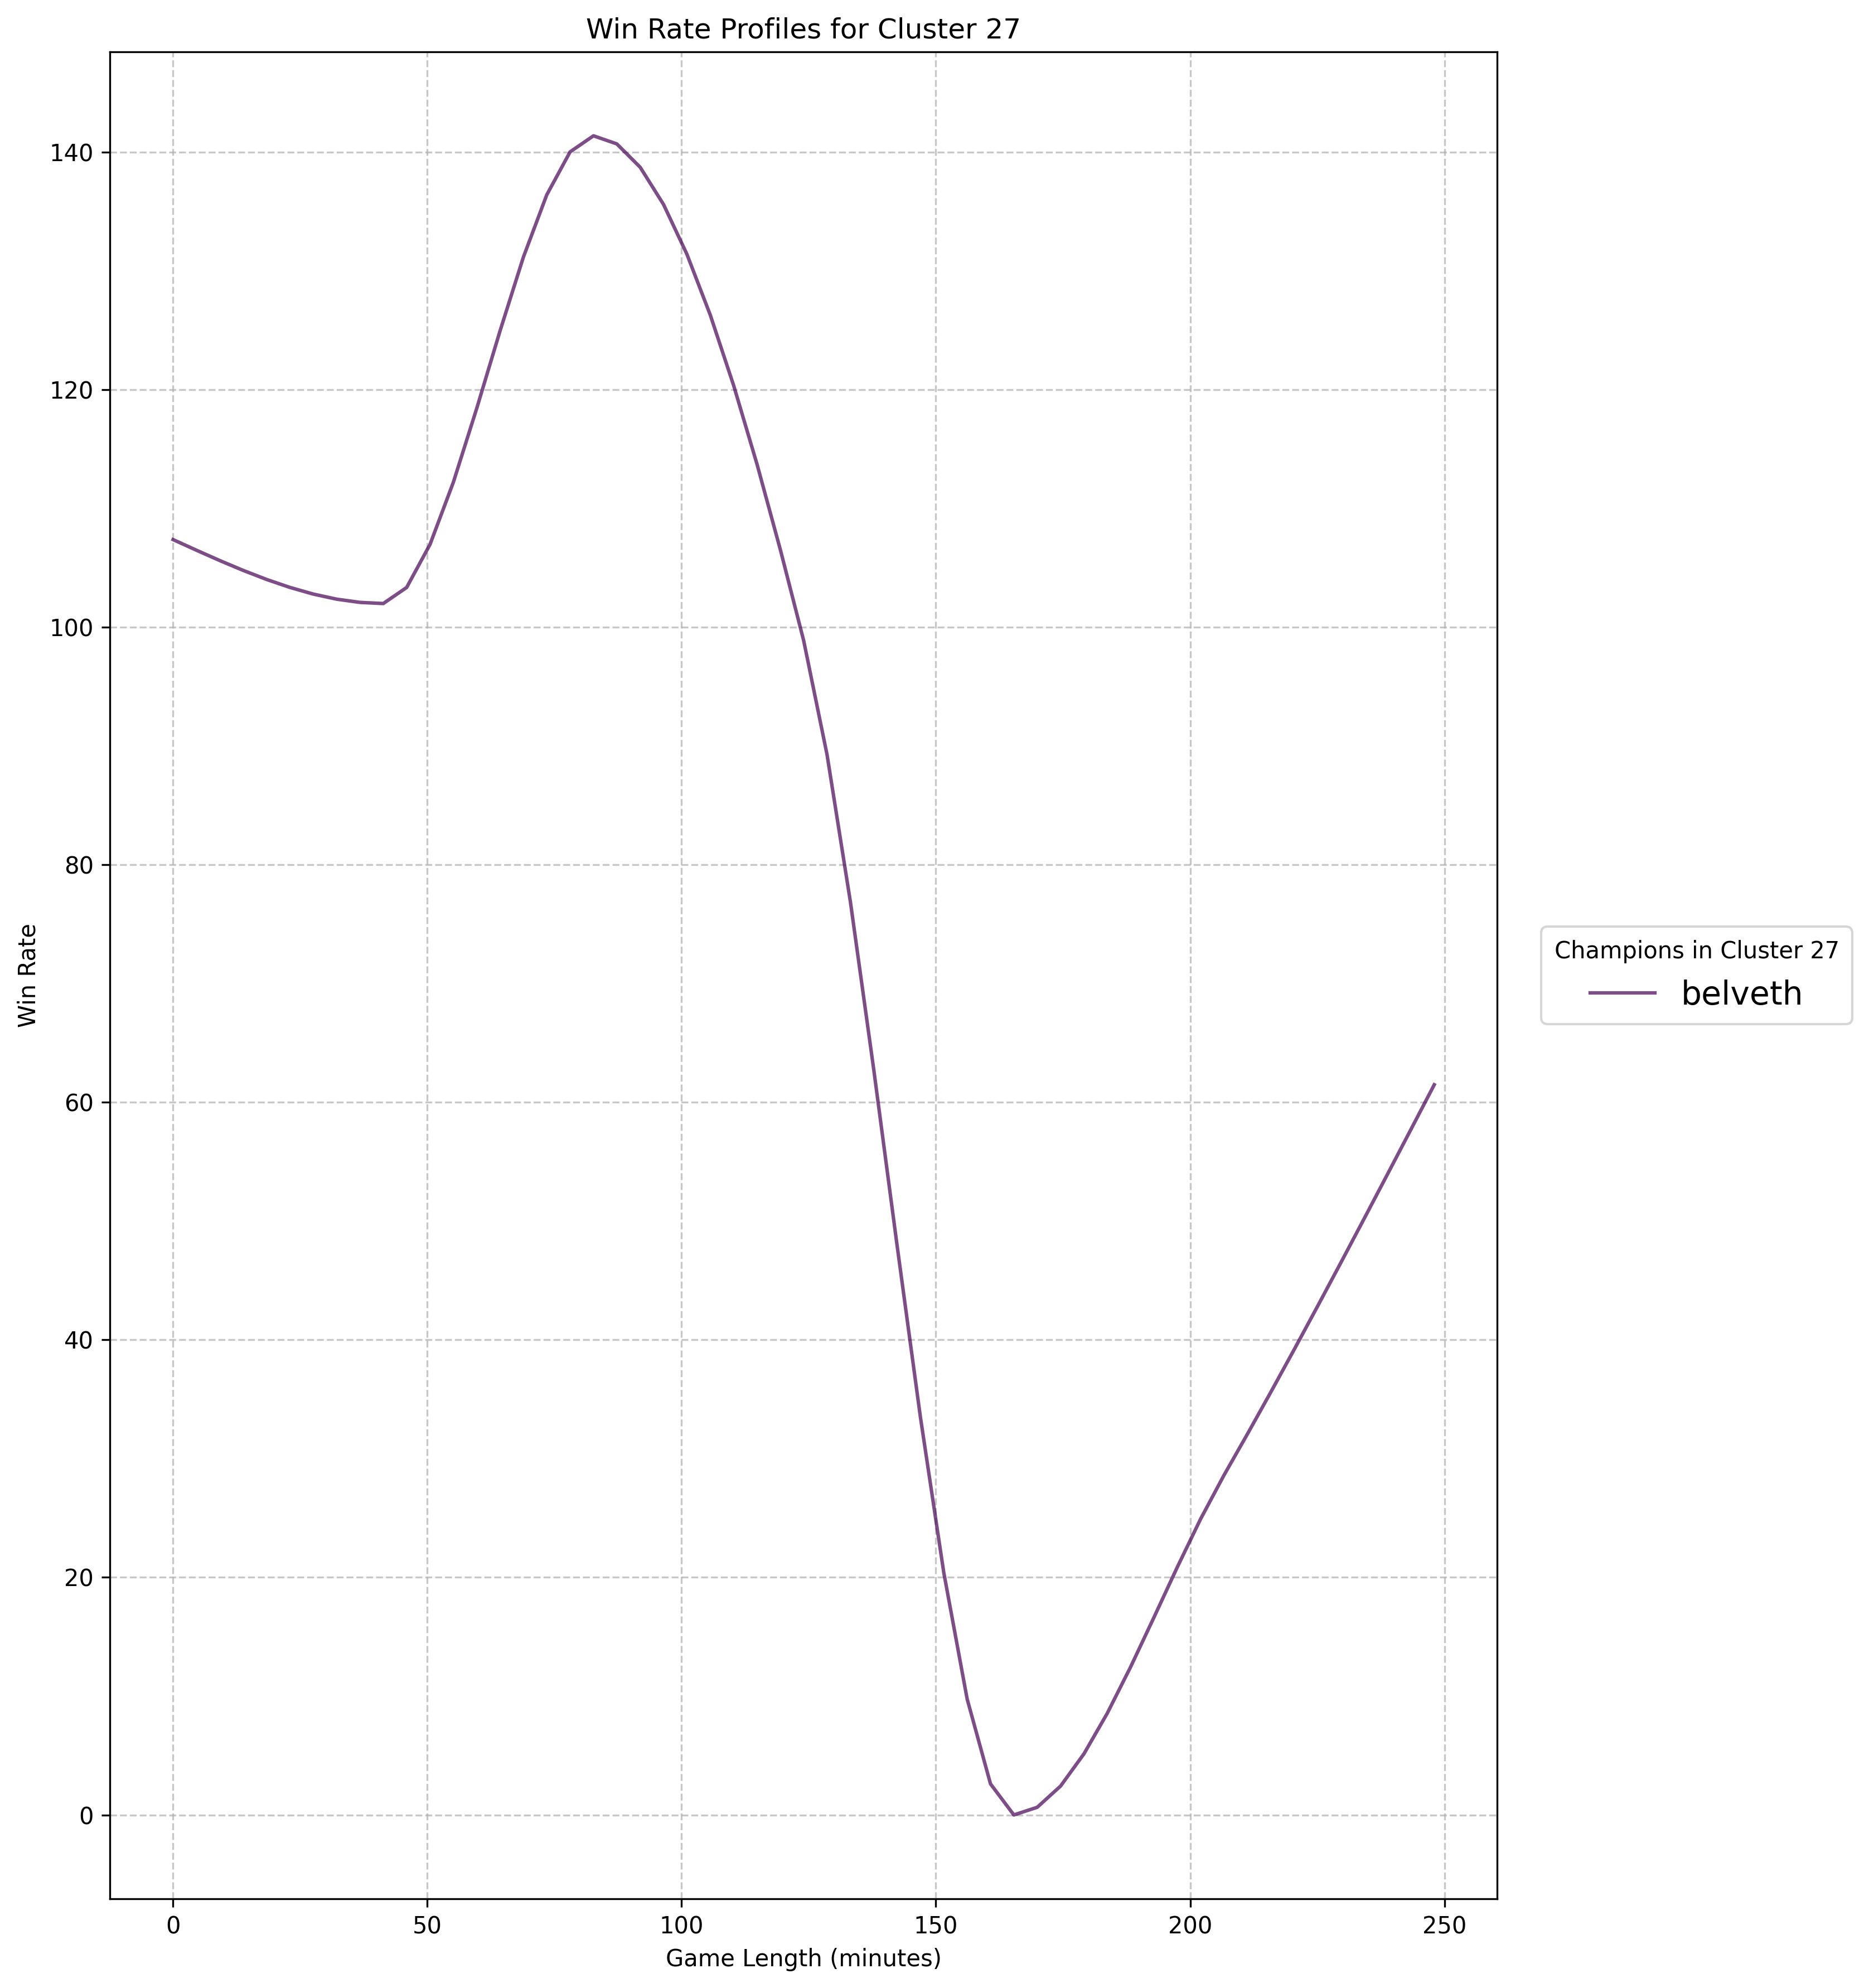 Win Rate Profiles for Cluster 27
140
120
100
80
60
40
20
0
Win Rate
0 50 100 150 200 250
Game Length (minutes)
Champions in Cluster 27
belveth